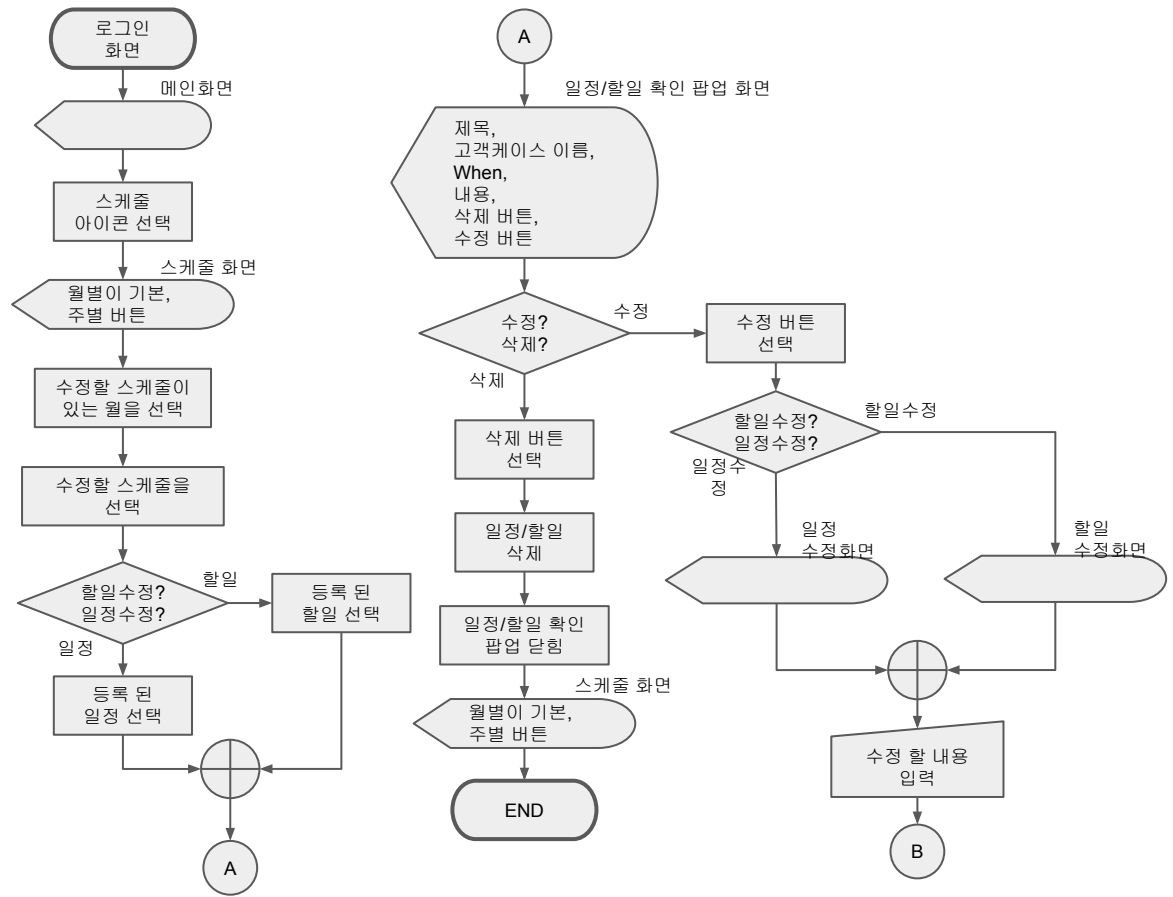 로그인
화면
메인화면
스케줄
아이콘 선택
스케줄 화면
월별이 기본,
주별 버튼
수정할 스케줄이
있는 월을 선택
수정할 스케줄을
선택
할일수정?
일정수정?
할일
등록 된
할일 선택
일정
등록 된
일정 선택
A
A
일정/할일 확인 팝업 화면
제목,
고객케이스 이름,
When,
내용,
삭제 버튼,
수정 버튼
수정?
삭제?
수정
삭제
삭제 버튼
선택
일정/할일
삭제
일정/할일 확인
팝업 닫힘
스케줄 화면
월별이 기본,
주별 버튼
END
수정 버튼
선택
할일수정?
일정수정?
할일수정
일정수
정
일정
수정화면
할일
수정화면
수정 할 내용
입력
B